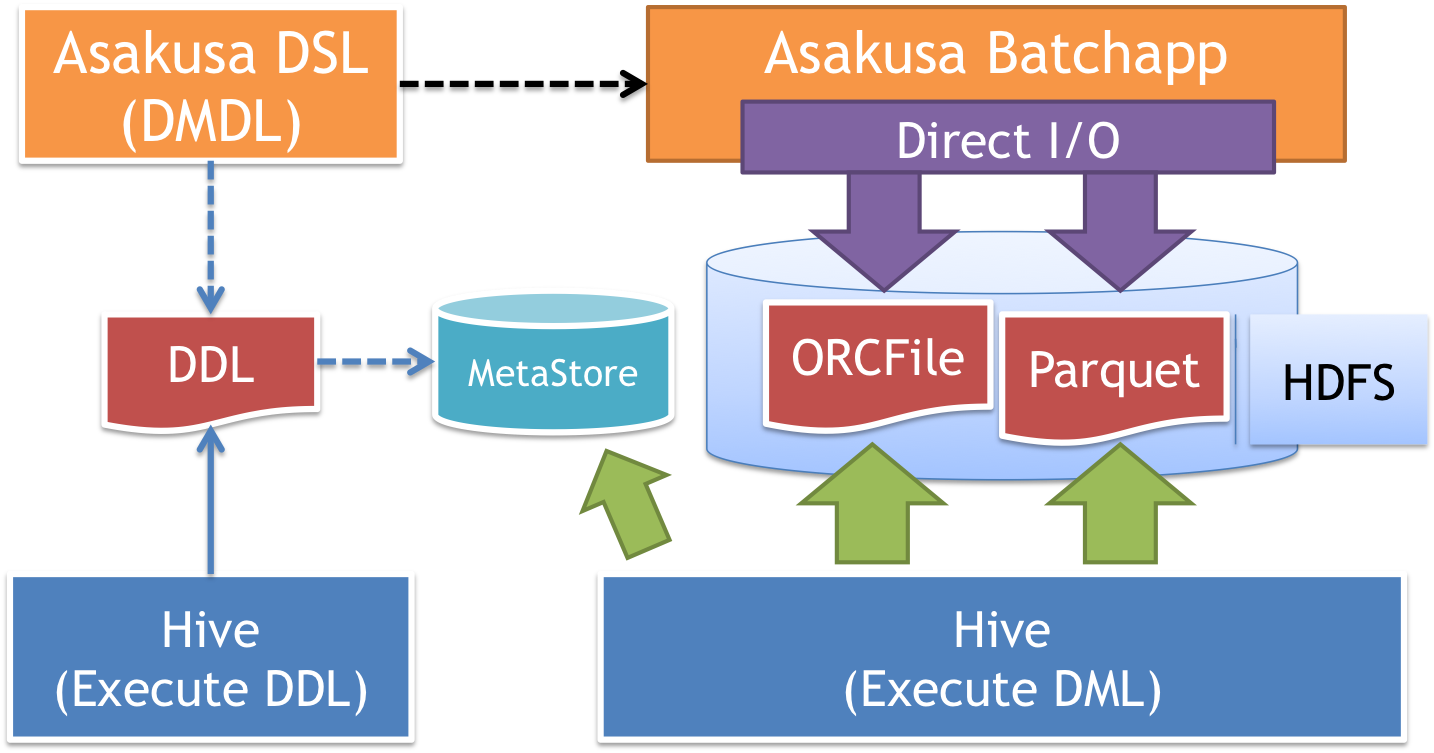 Asakusa DSL
(DMDL)
Asakusa Batchapp
Direct I/O
DDL
MetaStore
ORCFile
Parquet
HDFS
Hive
(Execute DDL)
Hive
(Execute DML)